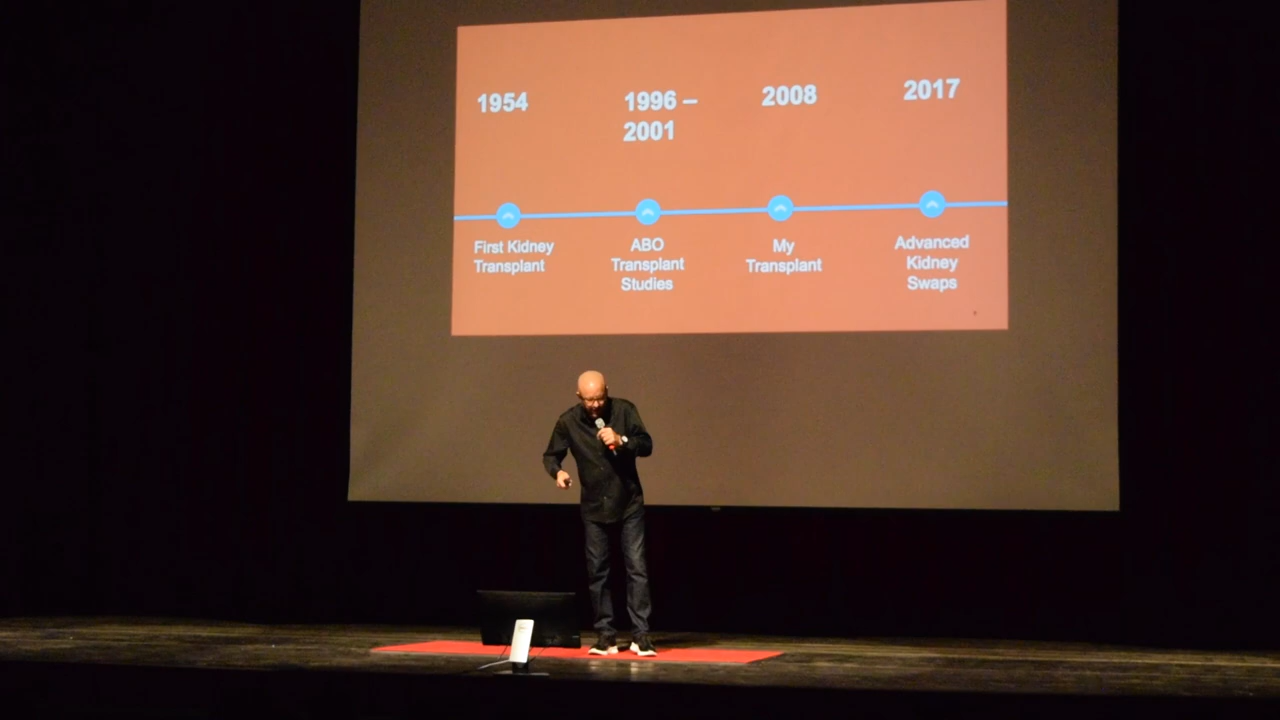 1954
1996 –
2001
2008
2017
First Kidney
Transplant
ABO
Transplant
Studies
My
Transplant
Advanced
Kidney
Swaps